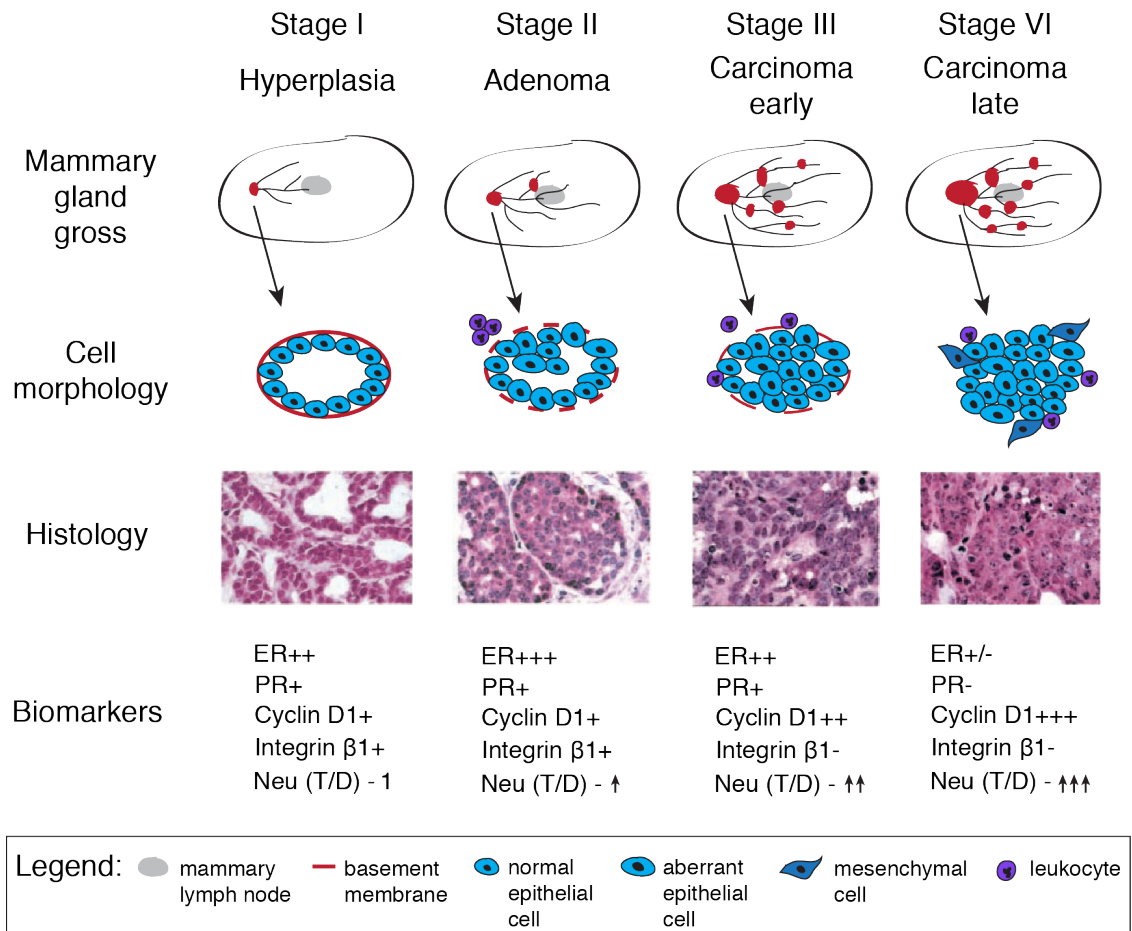 Stage I
Stage II
Stage III
Stage VI
Hyperplasia
Adenoma
Carcinoma
early
Carcinoma
late
Mammary
gland
gross
Cell
morphology
Histology
Biomarkers
ER++
PR+
Cyclin D1+
Integrin β1+
Neu (T/D) - 1
ER+++
PR+
Cyclin D1+
Integrin β1+
Neu (T/D) - ↑
ER++
PR+
Cyclin D1++
Integrin β1-
Neu (T/D) - ↑↑
ER+/-
PR-
Cyclin D1+++
Integrin β1-
Neu (T/D) - ↑↑↑
Legend:
mammary
lymph node
basement
membrane
normal
epithelial
cell
aberrant
epithelial
cell
mesenchymal
cell
leukocyte